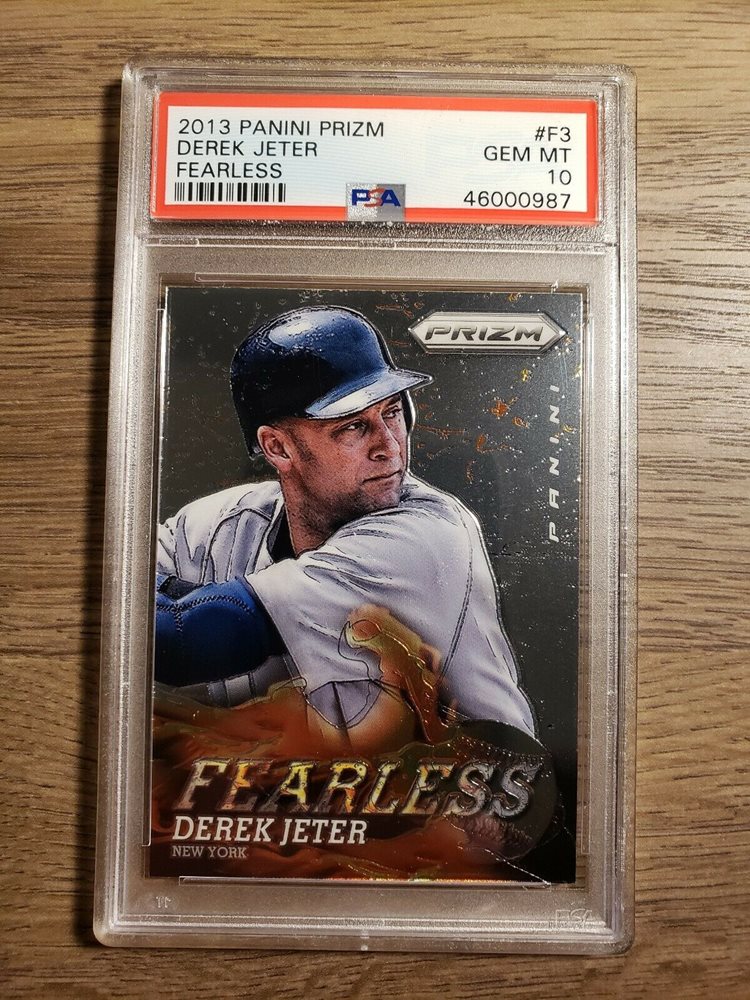 2013 PANINI PRIZM #F3
DEREK JETER GEM MT
FEARLESS 10
PSA 46000987
PRIZM
PANINI
FEARLESS
DEREK JETER
NEW YORK
PSA